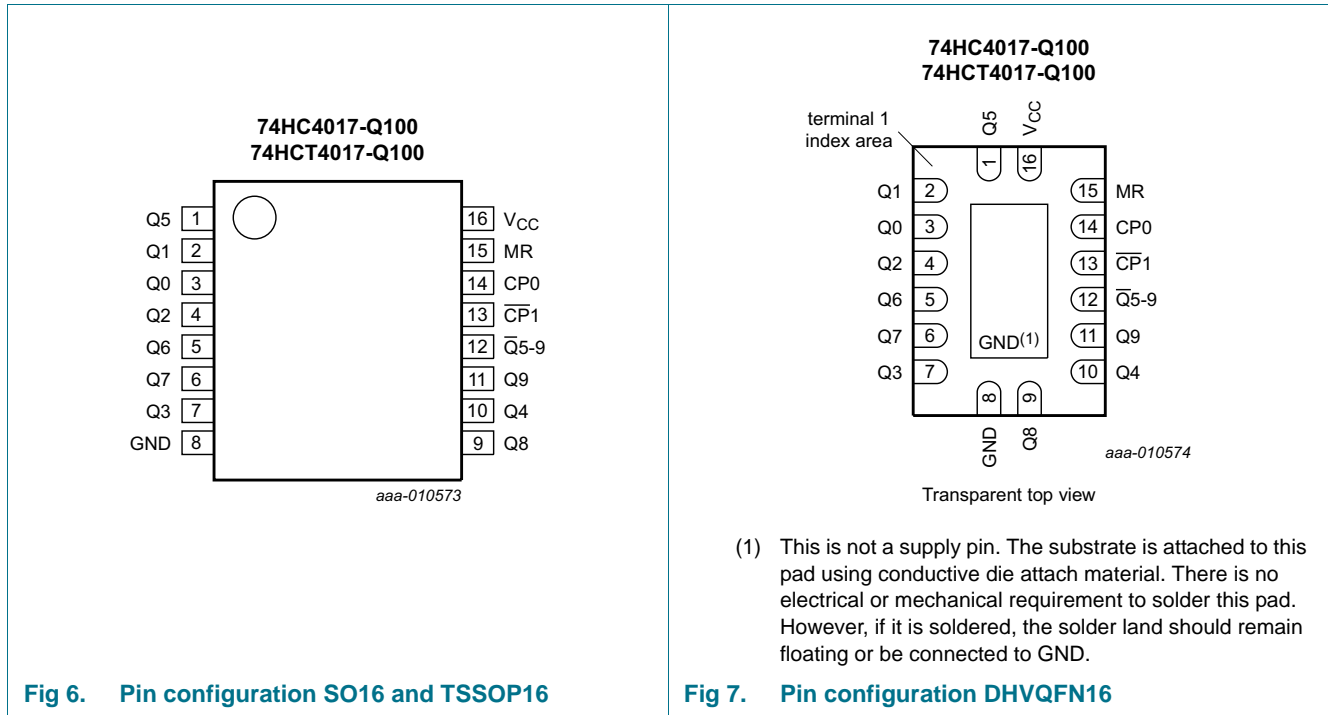 74HC4017-Q100
74HCT4017-Q100
Q5 1
Q1 2
Q0 3
Q2 4
Q6 5
Q7 6
Q3 7
GND 8
16 VCC
15 MR
14 CP0
13 C̅P̅1
12 Q̅5-9
11 Q9
10 Q4
9 Q8
aaa-010573
Fig 6. Pin configuration SO16 and TSSOP16
74HC4017-Q100
74HCT4017-Q100
terminal 1
index area
Q5 1
VCC 16
Q1 2
Q0 3
Q2 4
Q6 5
Q7 6
Q3 7
15 MR
14 CP0
13 C̅P̅1
12 Q̅5-9
11 Q9
10 Q4
GND(1)
8 GND
9 Q8
aaa-010574
Transparent top view
(1) This is not a supply pin. The substrate is attached to this
pad using conductive die attach material. There is no
electrical or mechanical requirement to solder this pad.
However, if it is soldered, the solder land should remain
floating or be connected to GND.
Fig 7. Pin configuration DHVQFN16